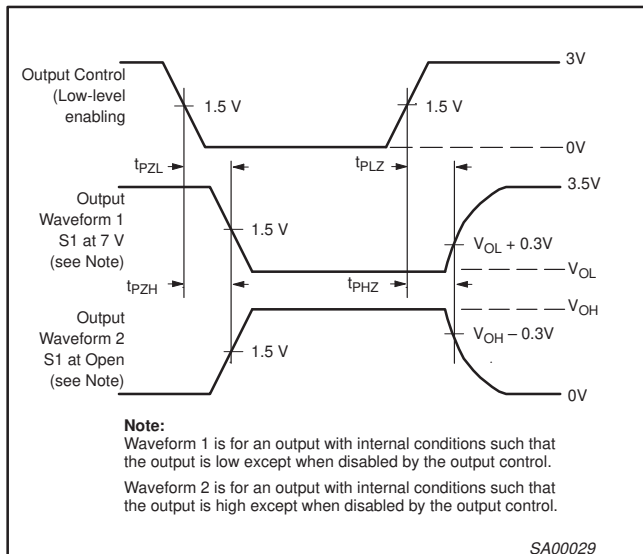 Output Control
(Low-level
enabling
1.5 V
1.5 V
3V
0V
tPZL
tPLZ
Output
Waveform 1
S1 at 7 V
(see Note)
1.5 V
3.5V
VOL + 0.3V
VOL
tPZH
tPHZ
VOH
Output
Waveform 2
S1 at Open
(see Note)
1.5 V
VOH – 0.3V
0V
Note:
Waveform 1 is for an output with internal conditions such that
the output is low except when disabled by the output control.
Waveform 2 is for an output with internal conditions such that
the output is high except when disabled by the output control.
SA00029